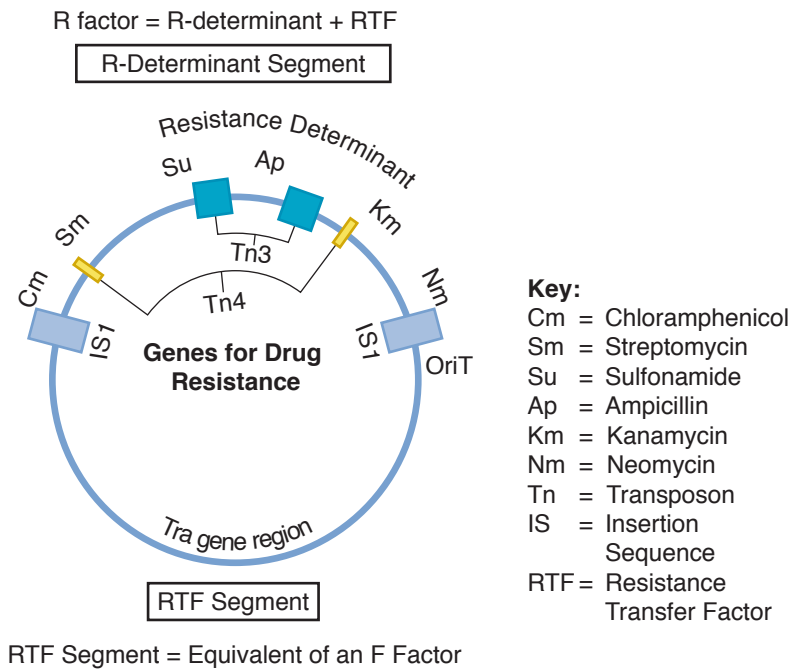 R factor = R-determinant + RTF
R-Determinant Segment
Resistance Determinant
Su
Ap
Sm
Km
Tn3
Cm
Tn4
Nm
IS1
IS1
Genes for Drug
Resistance
OriT
Tra gene region
RTF Segment
RTF Segment = Equivalent of an F Factor
Key:
Cm = Chloramphenicol
Sm = Streptomycin
Su = Sulfonamide
Ap = Ampicillin
Km = Kanamycin
Nm = Neomycin
Tn = Transposon
IS = Insertion
Sequence
RTF = Resistance
Transfer Factor